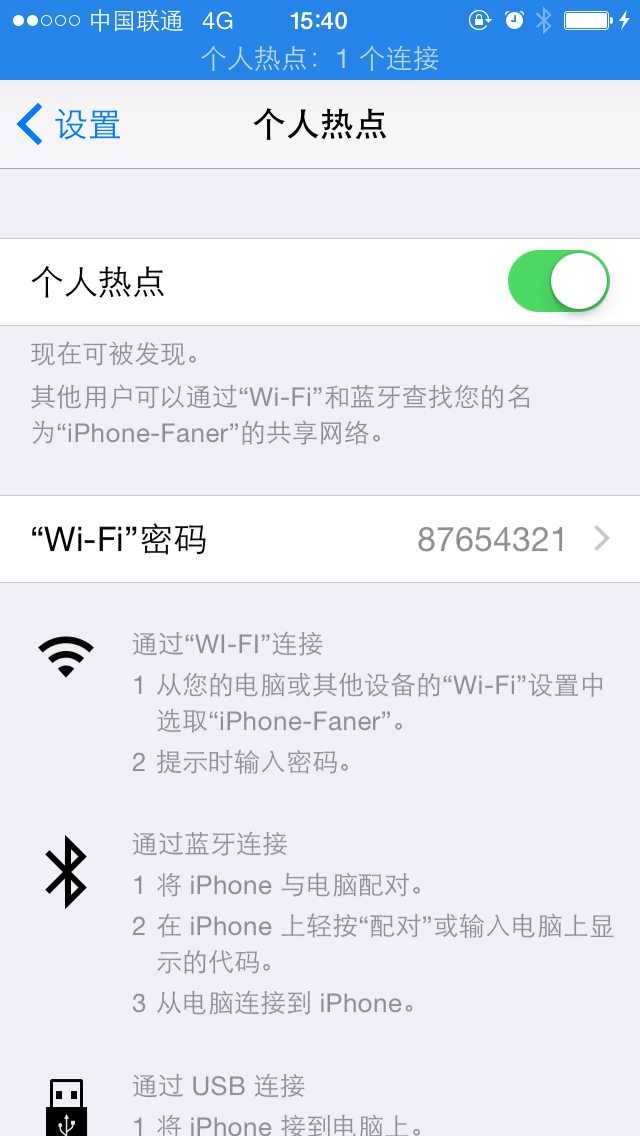 中国联通 4G 15:40
个人热点：1 个连接
设置 个人热点
个人热点
现在可被发现。
其他用户可以通过“Wi-Fi”和蓝牙查找您的名
为“iPhone-Faner”的共享网络。
“Wi-Fi”密码 87654321
通过“WI-FI”连接
1 从您的电脑或其他设备的“Wi-Fi”设置中
选取“iPhone-Faner”。
2 提示时输入密码。
通过蓝牙连接
1 将 iPhone 与电脑配对。
2 在 iPhone 上轻按“配对”或输入电脑上显
示的代码。
3 从电脑连接到 iPhone。
通过 USB 连接
1 将 iPhone 接到电脑上。